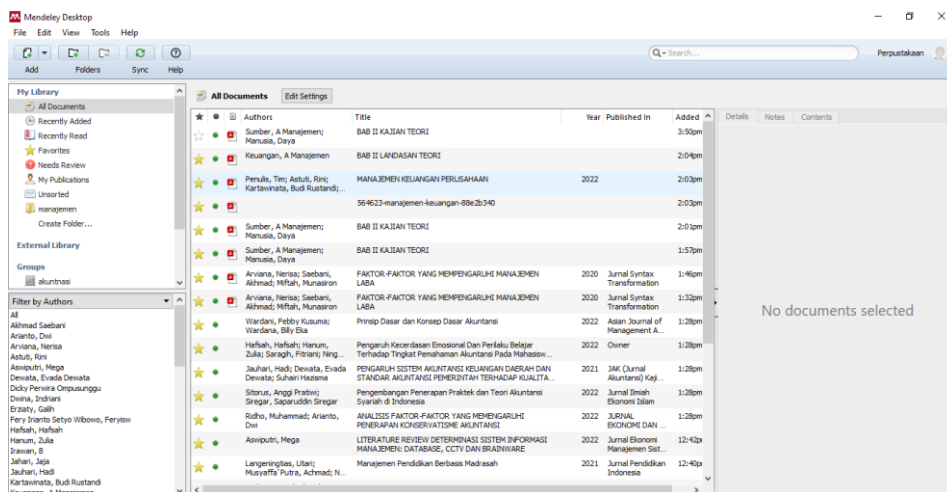 Mendeley Desktop
File Edit View Tools Help
Search...
Perpustakaan
Add Folders Sync Help
My Library
All Documents
Recently Added
Recently Read
Favorites
Needs Review
My Publications
Unsorted
manajemen
Create Folder...
External Library
Groups
akuntnasi
Filter by Authors
All
Akhmad Saebani
Arianto, Dwi
Arviana, Nerisa
Astuti, Rini
Aswiputri, Mega
Dewata, Evada Dewata
Dicky Perwira Ompusunggu
Dwina, Indriani
Erzaty, Galih
Fery Irianto Setyo Wibowo, Feryisw
Hafsah, Hafsah
Hanum, Zulia
Irawan, B
Jahari, Jaja
Jauhari, Hadi
Kartawinata, Budi Rustandi
All Documents Edit Settings
Authors Title Year Published In Added
Sumber, A Manajemen; BAB II KAJIAN TEORI 3:50pm
Manusia, Daya
Keuangan, A Manajemen BAB II LANDASAN TEORI 2:04pm
Penulis, Tim; Astuti, Rini; MANAJEMEN KEUANGAN PERUSAHAAN 2022 2:03pm
Kartawinata, Budi Rustandi;...
564623-manajemen-keuangan-88e2b340 2:03pm
Sumber, A Manajemen; BAB II KAJIAN TEORI 2:01pm
Manusia, Daya
Sumber, A Manajemen; BAB II KAJIAN TEORI 1:57pm
Manusia, Daya
Arviana, Nerisa; Saebani, FAKTOR-FAKTOR YANG MEMPENGARUHI MANAJEMEN 2020 Jurnal Syntax 1:46pm
Akhmad; Miftah, Munasiron LABA Transformation
Arviana, Nerisa; Saebani, FAKTOR-FAKTOR YANG MEMPENGARUHI MANAJEMEN 2020 Jurnal Syntax 1:32pm
Akhmad; Miftah, Munasiron LABA Transformation
Wardani, Febby Kusuma; Prinsip Dasar dan Konsep Dasar Akuntansi 2022 Asian Journal of 1:28pm
Wardana, Billy Eka Management A...
Hafsah, Hafsah; Hanum, Pengaruh Kecerdasan Emosional Dan Perilaku Belajar 2022 Owner 1:28pm
Zulia; Saragih, Fitriani; Ning... Terhadap Tingkat Pemahaman Akuntansi Pada Mahasisw...
Jauhari, Hadi; Dewata, Evada PENGARUH SISTEM AKUNTANSI KEUANGAN DAERAH DAN 2021 JAK (Jurnal 1:28pm
Dewata; Suhairi Hazisma STANDAR AKUNTANSI PEMERINTAH TERHADAP KUALITA... Akuntansi) Kaji...
Sitorus, Anggi Pratiwi; Pengembangan Penerapan Praktek dan Teori Akuntansi 2022 Jurnal Ilmiah 1:28pm
Siregar, Saparuddin Siregar Syariah di Indonesia Ekonomi Islam
Ridho, Muhammad; Arianto, ANALISIS FAKTOR-FAKTOR YANG MEMENGARUHI 2022 JURNAL 1:28pm
Dwi PENERAPAN KONSERVATISME AKUNTANSI EKONOMI DAN ...
Aswiputri, Mega LITERATURE REVIEW DETERMINASI SISTEM INFORMASI 2022 Jurnal Ekonomi 12:42p
MANAJEMEN: DATABASE, CCTV DAN BRAINWARE Manajemen Sist...
Langeningtias, Utari; Manajemen Pendidikan Berbasis Madrasah 2021 Jurnal Pendidikan 12:40p
Musyaffa' Putra, Achmad; N... Indonesia
Details Notes Contents
No documents selected